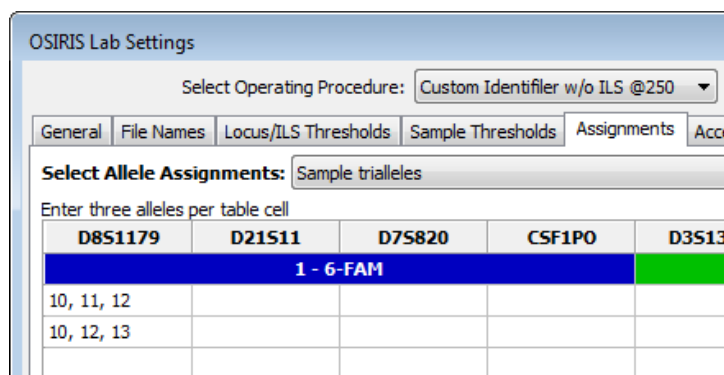 OSIRIS Lab Settings
Select Operating Procedure: Custom Identifiler w/o ILS @250
General File Names Locus/ILS Thresholds Sample Thresholds Assignments
Select Allele Assignments: Sample trialleles
Enter three alleles per table cell
D8S1179 D21S11 D7S820 CSF1PO D3S13
1 - 6-FAM
10, 11, 12
10, 12, 13